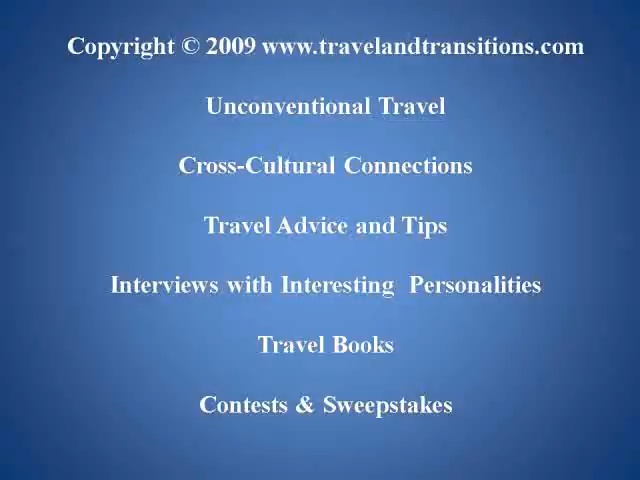 Copyright © 2009 www.travelandtransitions.com
Unconventional Travel
Cross-Cultural Connections
Travel Advice and Tips
Interviews with Interesting  Personalities
Travel Books
Contests & Sweepstakes